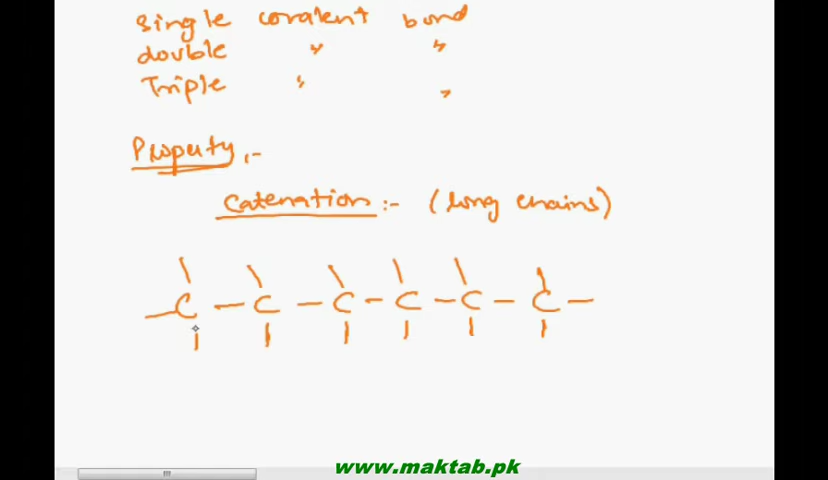 single covalent bond
double " "
Triple " "
Property :-
Catenation :- (long chains)
C - C - C - C - C - C -
www.maktab.pk